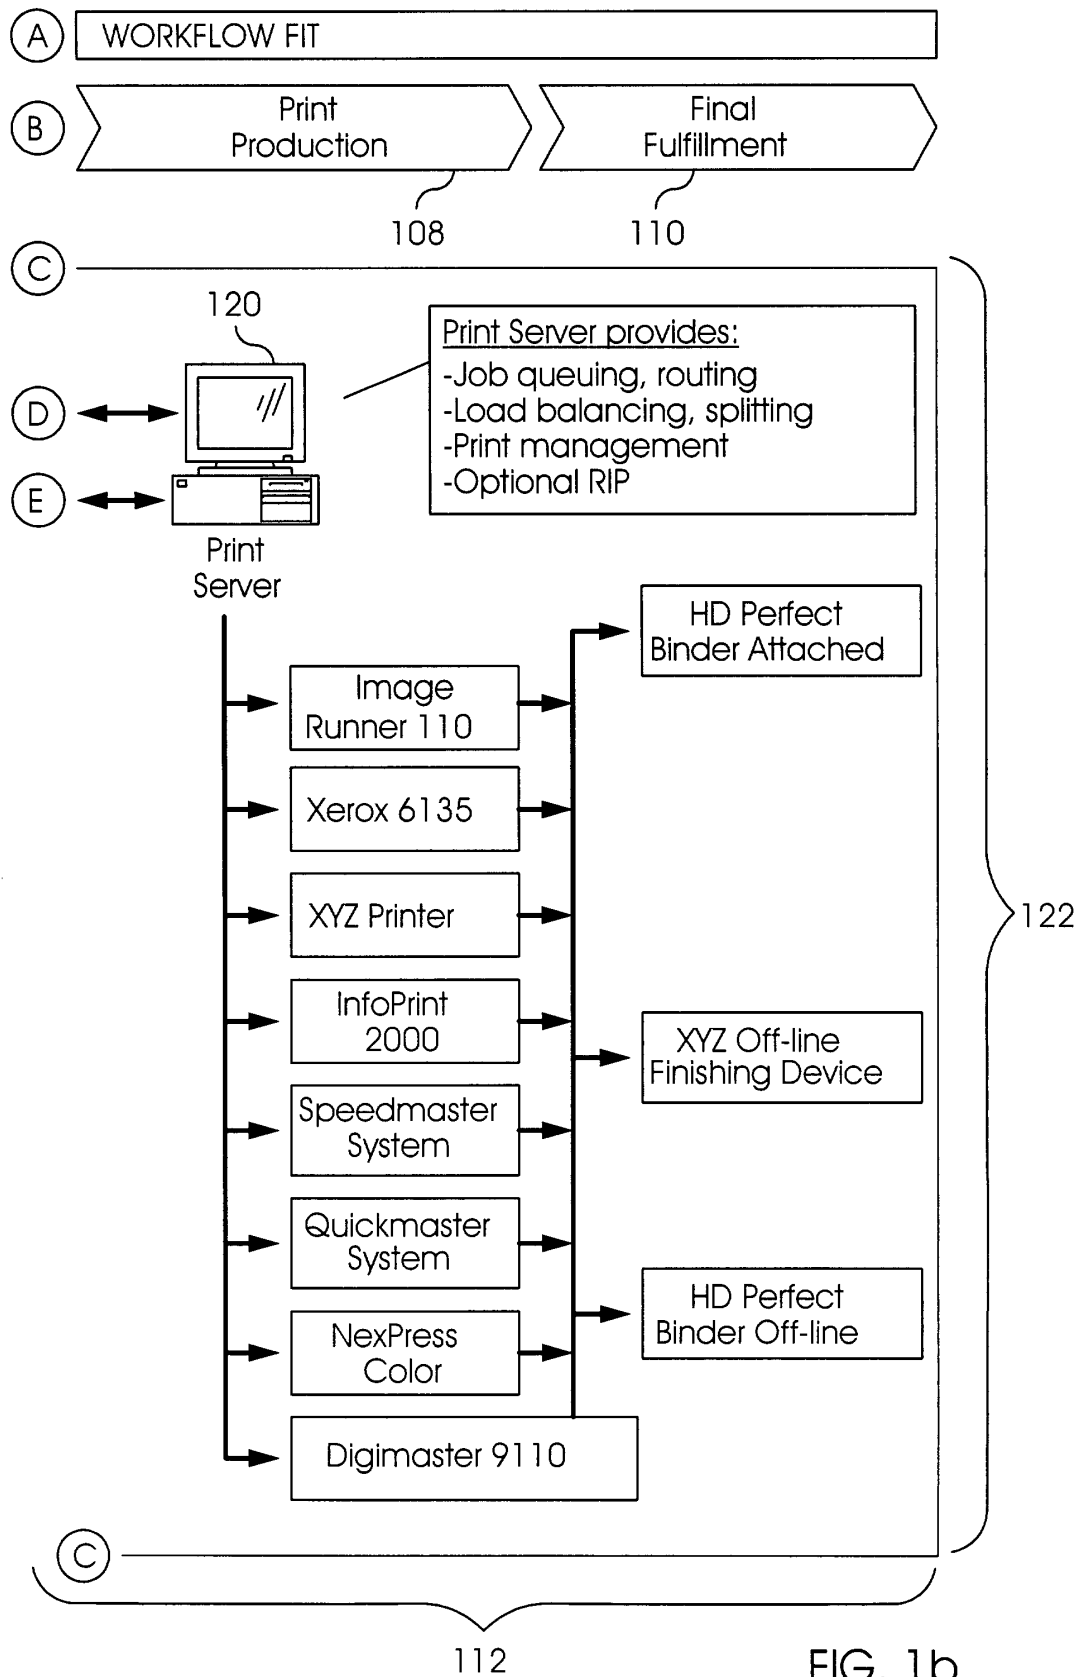 A
WORKFLOW FIT
B
Print
Production
Final
Fulfillment
108
110
C
120
Print Server provides:
-Job queuing, routing
-Load balancing, splitting
-Print management
-Optional RIP
D
E
Print
Server
HD Perfect
Binder Attached
Image
Runner 110
Xerox 6135
XYZ Printer
122
InfoPrint
2000
XYZ Off-line
Finishing Device
Speedmaster
System
Quickmaster
System
HD Perfect
Binder Off-line
NexPress
Color
Digimaster 9110
C
112
FIG. 1b